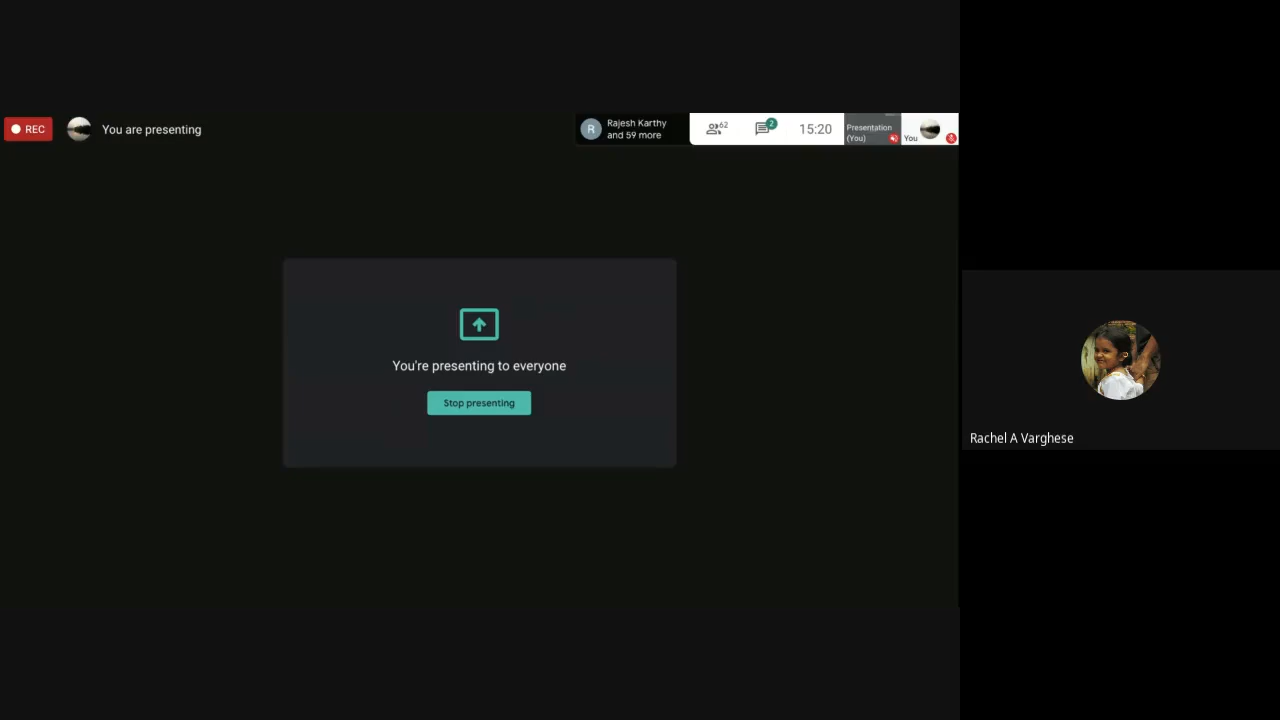 REC
You are presenting
R
Rajesh Karthy
and 59 more
62
2
15:20
Presentation
(You)
You
You're presenting to everyone
Stop presenting
Rachel A Varghese